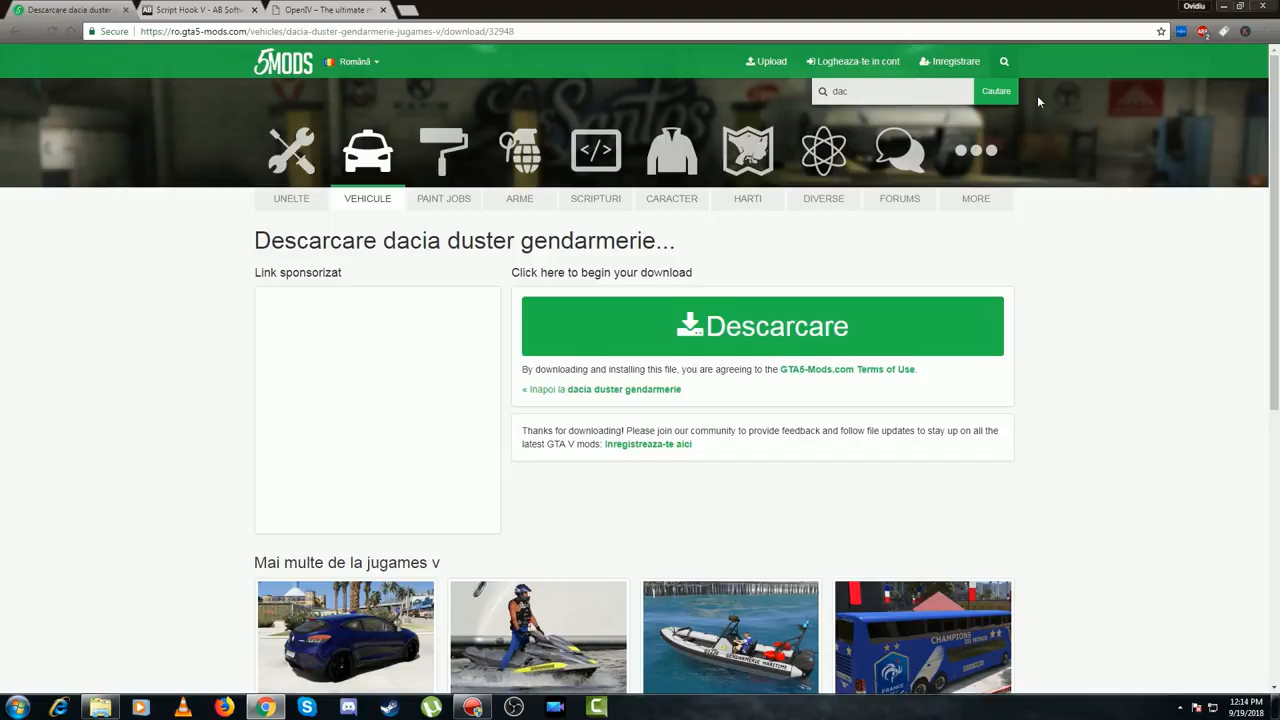 Descarcare dacia dust
Script Hook V - AB Softw
OpenIV – The ultimate m
Ovidiu
Secure
https://ro.gta5-mods.com/vehicles/dacia-duster-gendarmerie-jugames-v/download/32948
5MODS
Română
Upload
Logheaza-te in cont
Inregistrare
dac
Cautare
UNELTE
VEHICULE
PAINT JOBS
ARME
SCRIPTURI
CARACTER
HARTI
DIVERSE
FORUMS
MORE
Descarcare dacia duster gendarmerie...
Link sponsorizat
Click here to begin your download
Descarcare
By downloading and installing this file, you are agreeing to the GTA5-Mods.com Terms of Use.
« Inapoi la dacia duster gendarmerie
Thanks for downloading! Please join our community to provide feedback and follow file updates to stay up on all the
latest GTA V mods: Inregistreaza-te aici
Mai multe de la jugames v
GENDARMERIE MARITIME
CHAMPIONS
DU MONDE
FRANCE
12:14 PM
9/19/2018